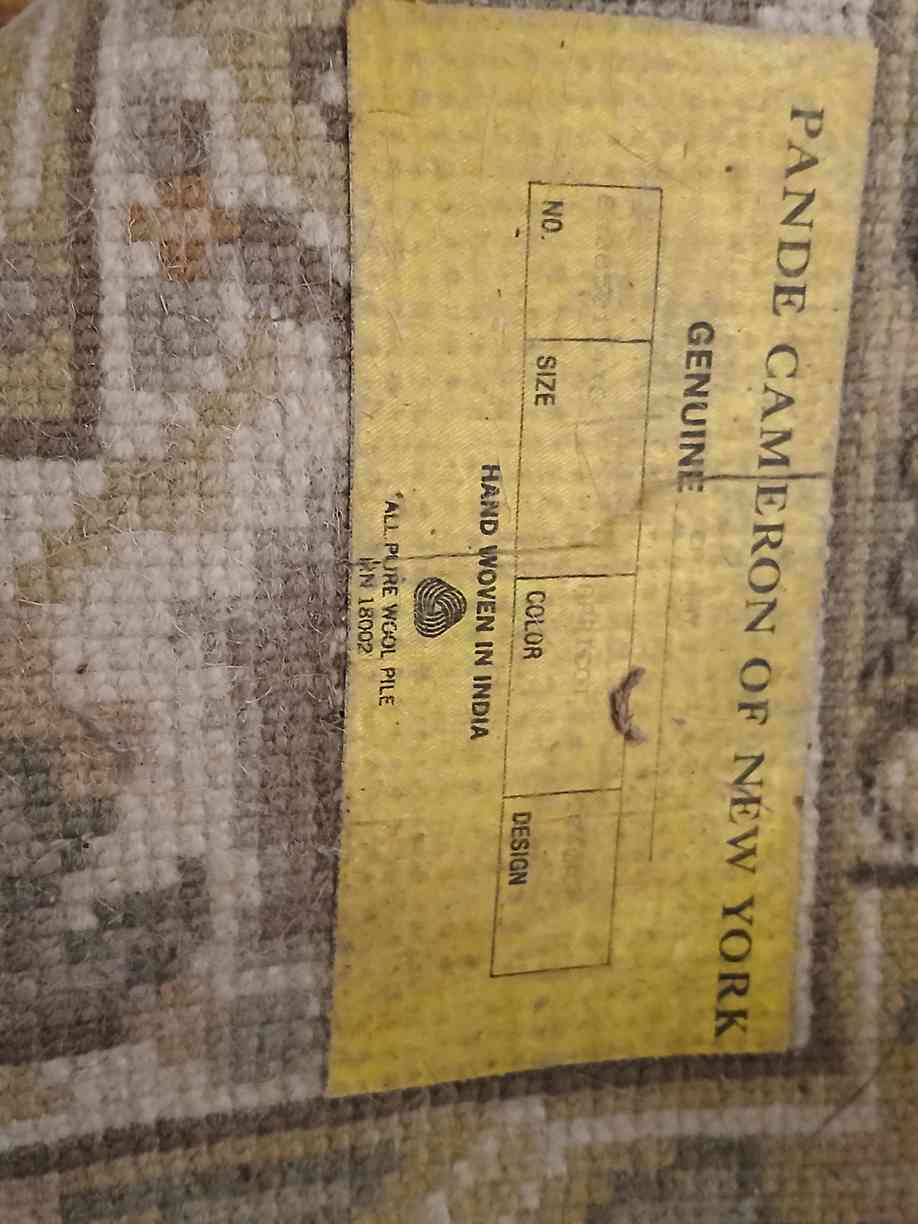 PANDE CAMERON OF NEW YORK
GENUINE
NO. SIZE COLOR DESIGN
HAND WOVEN IN INDIA
*ALL PURE WOOL PILE
RN 18002